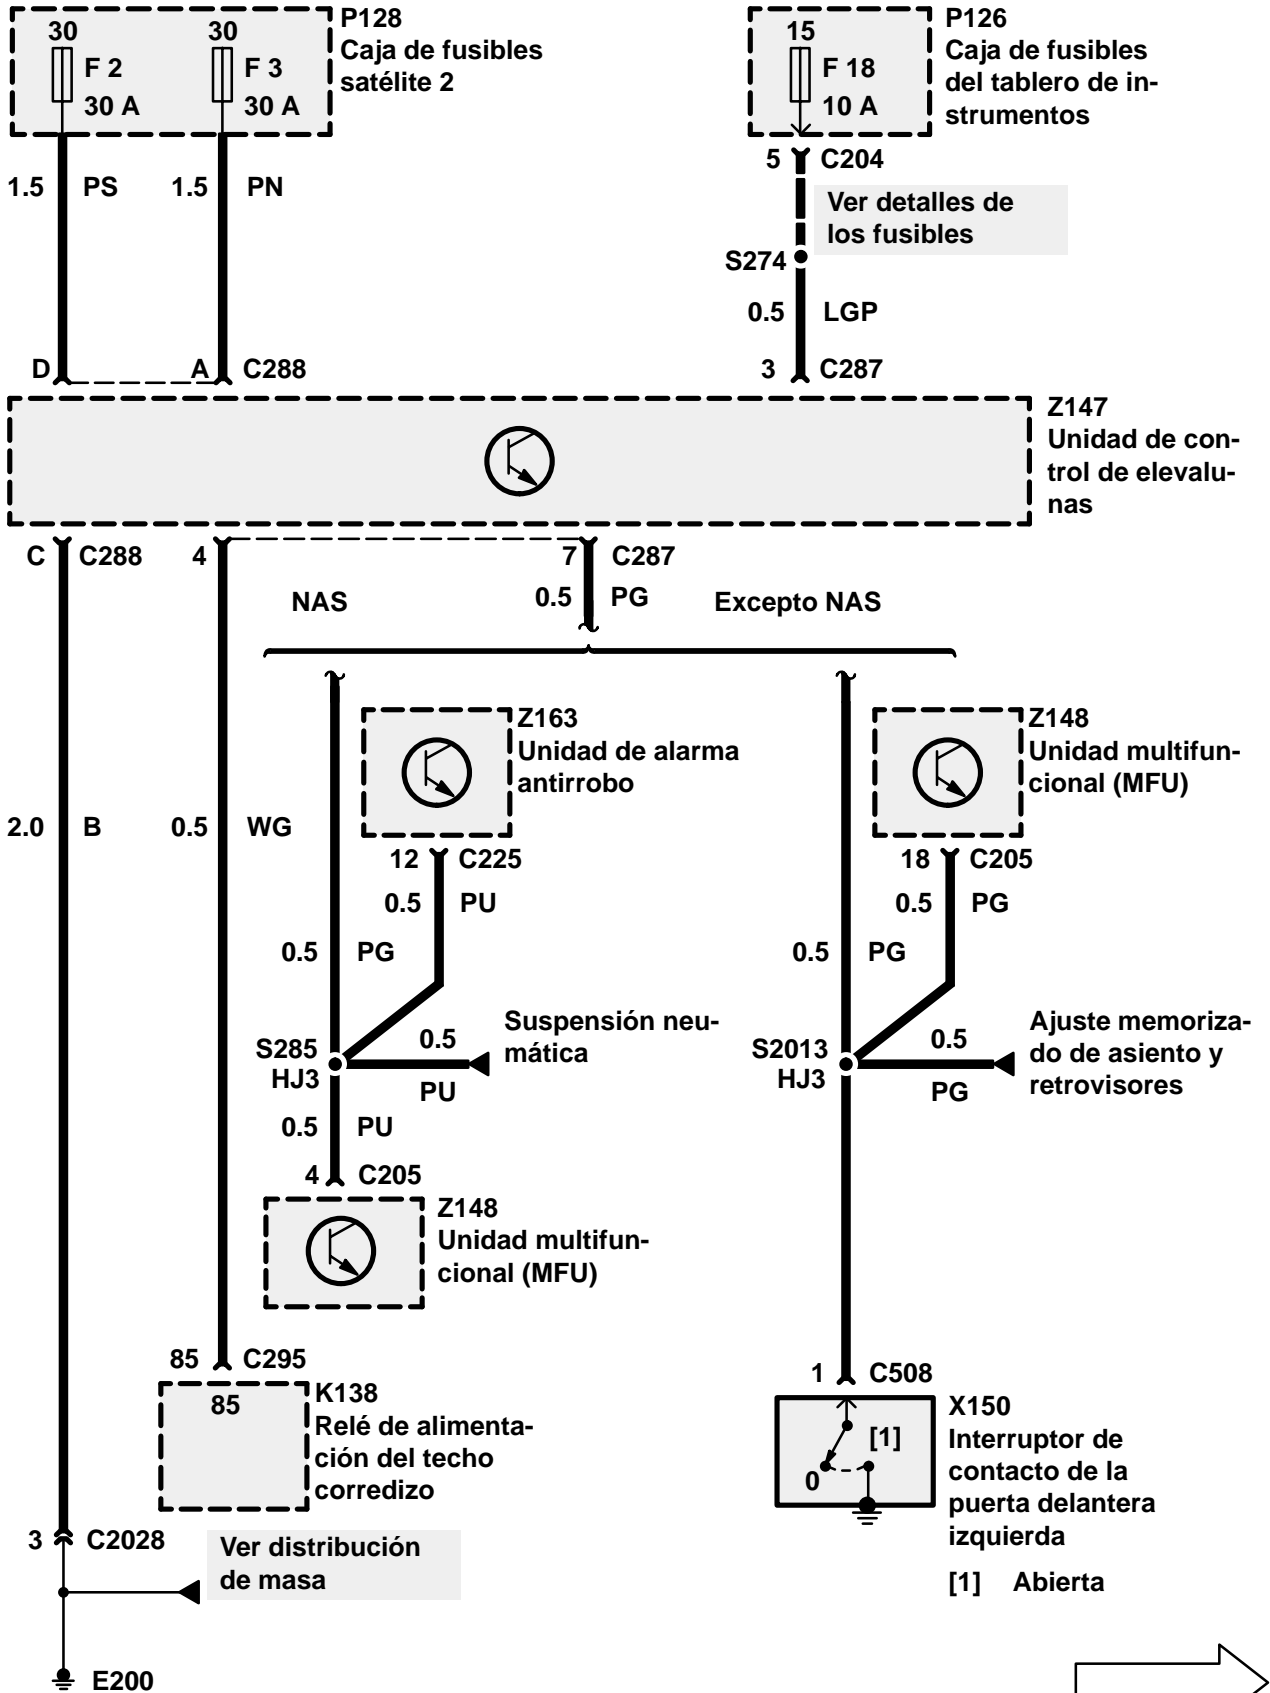 30
30
F 2
F 3
30 A
30 A
P128
Caja de fusibles
satélite 2
15
F 18
10 A
P126
Caja de fusibles
del tablero de in-
strumentos
5 C204
1.5 PS
1.5 PN
Ver detalles de
los fusibles
S274
0.5 LGP
D
A C288
3 C287
Z147
Unidad de con-
trol de elevalu-
nas
C C288
4
7 C287
NAS
0.5 PG
Excepto NAS
Z163
Unidad de alarma
antirrobo
Z148
Unidad multifun-
cional (MFU)
2.0 B
0.5 WG
12 C225
18 C205
0.5 PU
0.5 PG
0.5 PG
0.5 PG
Suspensión neu-
mática
Ajuste memoriza-
do de asiento y
retrovisores
S285
HJ3
0.5
PU
S2013
HJ3
0.5
PG
0.5 PU
4 C205
Z148
Unidad multifun-
cional (MFU)
85 C295
85
K138
Relé de alimenta-
ción del techo
corredizo
1 C508
[1]
0
X150
Interruptor de
contacto de la
puerta delantera
izquierda
[1] Abierta
3 C2028
Ver distribución
de masa
E200